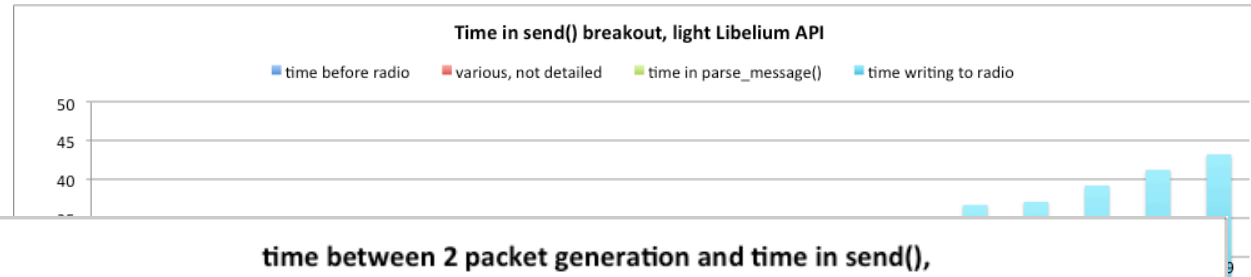 Time in send() breakout, light Libelium API
time before radio various, not detailed time in parse_message() time writing to radio
50
45
40
time between 2 packet generation and time in send(),
9